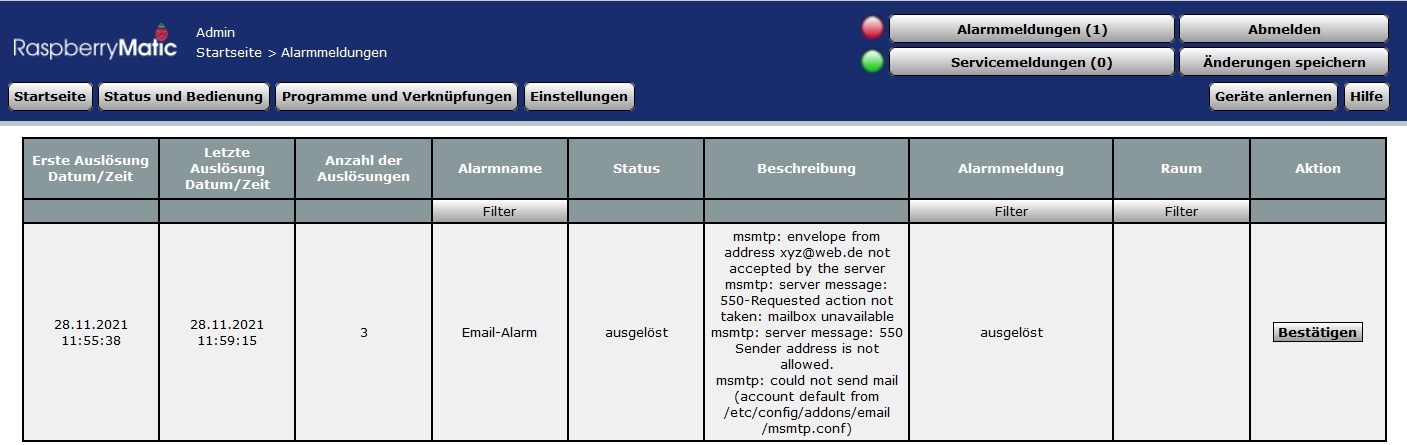 RaspberryMatic
Admin
Startseite > Alarmmeldungen
Alarmmeldungen (1)
Abmelden
Servicemeldungen (0)
Änderungen speichern
Startseite
Status und Bedienung
Programme und Verknüpfungen
Einstellungen
Geräte anlernen
Hilfe
Erste Auslösung
Datum/Zeit
Letzte
Auslösung
Datum/Zeit
Anzahl der
Auslösungen
Alarmname
Status
Beschreibung
Alarmmeldung
Raum
Aktion
Filter
Filter
Filter
28.11.2021
11:55:38
28.11.2021
11:59:15
3
Email-Alarm
ausgelöst
msmtp: envelope from
address xyz@web.de not
accepted by the server
msmtp: server message:
550-Requested action not
taken: mailbox unavailable
msmtp: server message: 550
Sender address is not
allowed.
msmtp: could not send mail
(account default from
/etc/config/addons/email
/msmtp.conf)
ausgelöst
Bestätigen